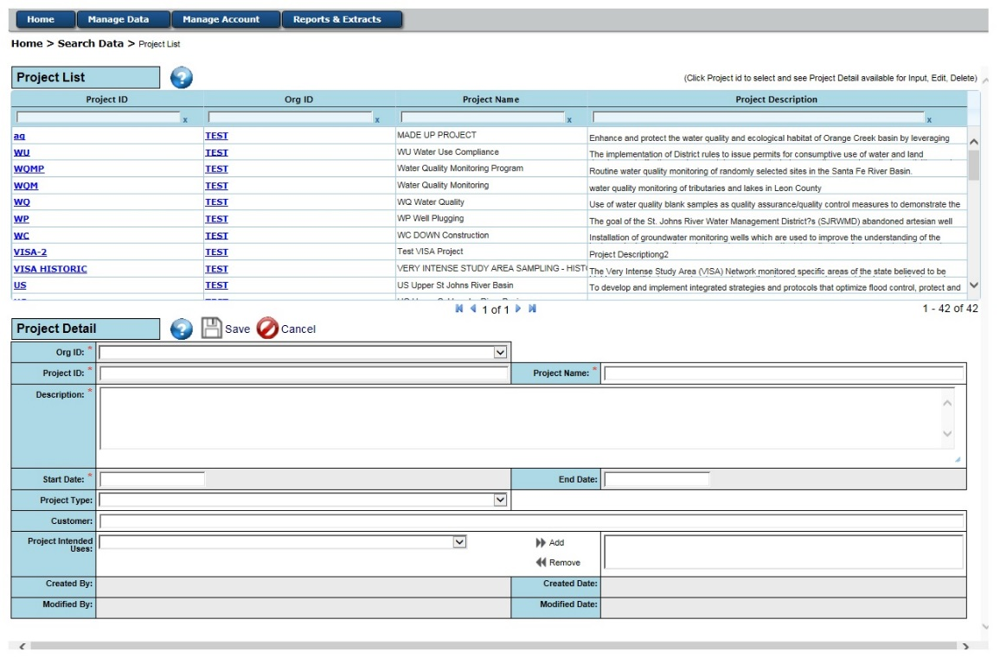 Home Manage Data Manage Account Reports & Extracts
Home > Search Data > Project List
Project List ? (Click Project id to select and see Project Detail available for Input, Edit, Delete)
Project ID Org ID Project Name Project Description
x x x x
aq TEST MADE UP PROJECT Enhance and protect the water quality and ecological habitat of Orange Creek basin by leveraging
WU TEST WU Water Use Compliance The implementation of District rules to issue permits for consumptive use of water and land
WQMP TEST Water Quality Monitoring Program Routine water quality monitoring of randomly selected sites in the Santa Fe River Basin.
WQM TEST Water Quality Monitoring water quality monitoring of tributaries and lakes in Leon County
WQ TEST WQ Water Quality Use of water quality blank samples as quality assurance/quality control measures to demonstrate the
WP TEST WP Well Plugging The goal of the St. Johns River Water Management District?s (SJRWMD) abandoned artesian well
WC TEST WC DOWN Construction Installation of groundwater monitoring wells which are used to improve the understanding of the
VISA-2 TEST Test VISA Project Project Descriptiong2
VISA HISTORIC TEST VERY INTENSE STUDY AREA SAMPLING - HIST The Very Intense Study Area (VISA) Network monitored specific areas of the state believed to be
US TEST US Upper St Johns River Basin To develop and implement integrated strategies and protocols that optimize flood control, protect and
1 of 1 1 - 42 of 42
Project Detail ? Save Cancel
Org ID: *
Project ID: * Project Name: *
Description: *
Start Date: * End Date:
Project Type:
Customer:
Project Intended Add
Uses:
Remove
Created By: Created Date:
Modified By: Modified Date: